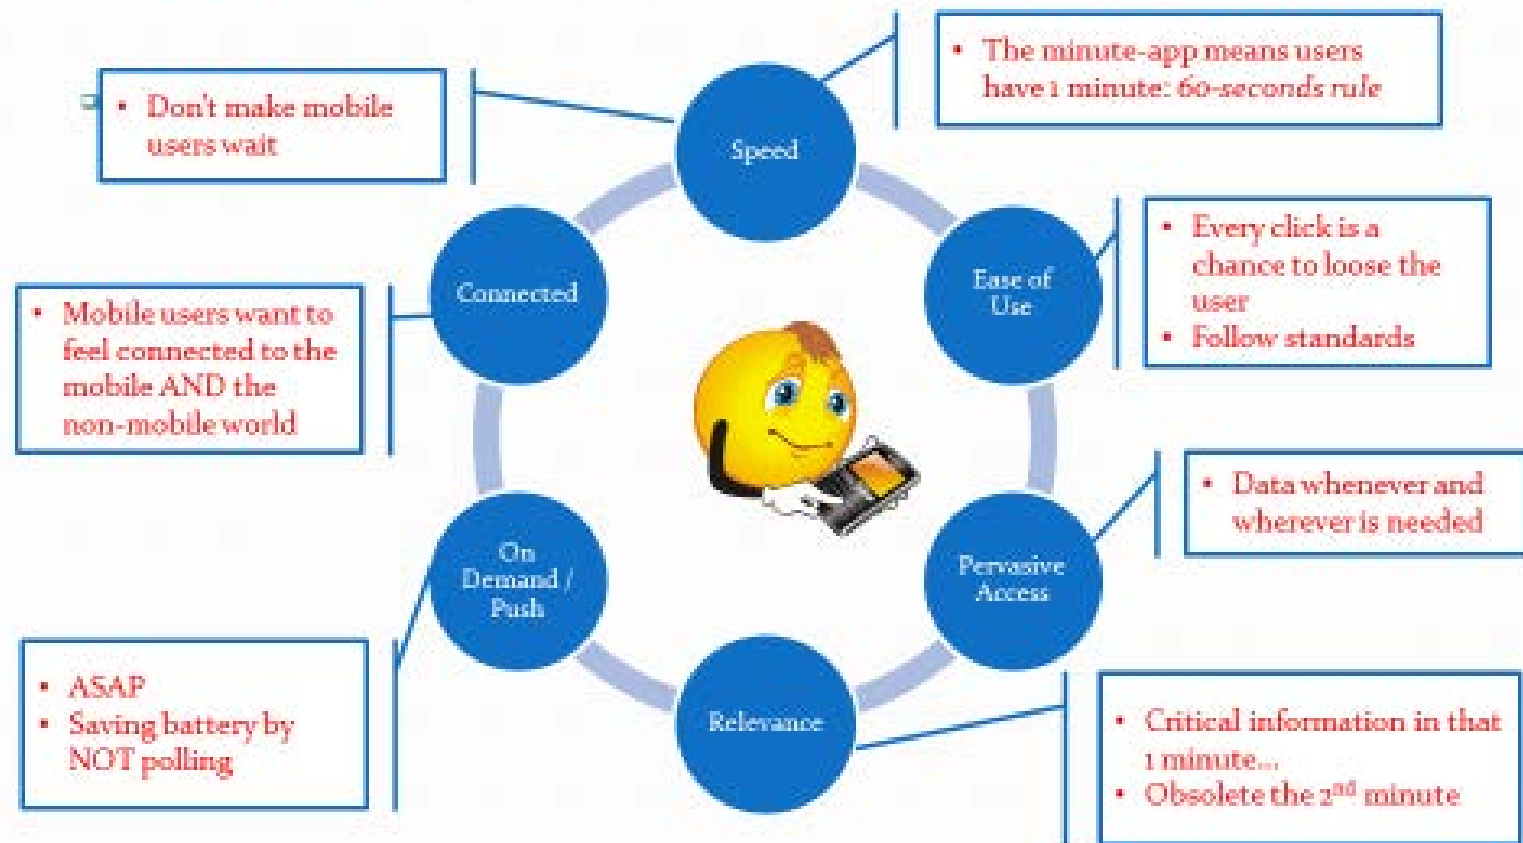 • Don't make mobile
users wait
Speed
• The minute-app means users
have 1 minute: 60-seconds rule
Ease of
Use
• Every click is a
chance to loose the
user
• Follow standards
Connected
• Mobile users want to
feel connected to the
mobile AND the
non-mobile world
Pervasive
Access
• Data whenever and
wherever is needed
On
Demand /
Push
• ASAP
• Saving battery by
NOT polling
Relevance
• Critical information in that
1 minute...
• Obsolete the 2nd minute